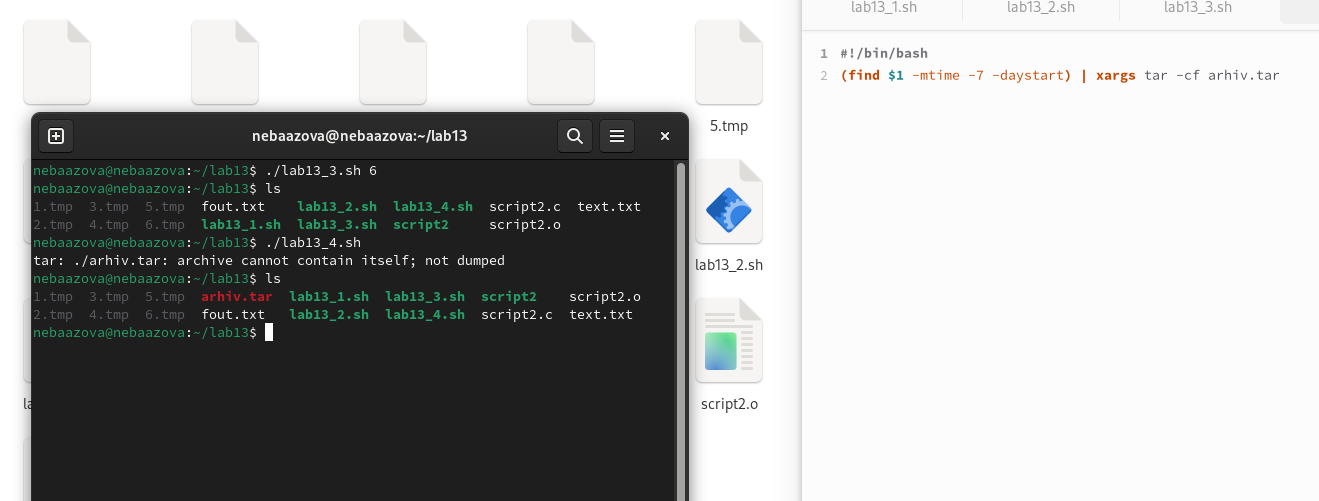 lab13_1.sh lab13_2.sh lab13_3.sh
1 #!/bin/bash
2 (find $1 -mtime -7 -daystart) | xargs tar -cf arhiv.tar
5.tmp
nebaazova@nebaazova:~/lab13
nebaazova@nebaazova:~/lab13$ ./lab13_3.sh 6
nebaazova@nebaazova:~/lab13$ ls
1.tmp 3.tmp 5.tmp fout.txt lab13_2.sh lab13_4.sh script2.c text.txt
2.tmp 4.tmp 6.tmp lab13_1.sh lab13_3.sh script2 script2.o
nebaazova@nebaazova:~/lab13$ ./lab13_4.sh
tar: ./arhiv.tar: archive cannot contain itself; not dumped
nebaazova@nebaazova:~/lab13$ ls
1.tmp 3.tmp 5.tmp arhiv.tar lab13_1.sh lab13_3.sh script2 script2.o
2.tmp 4.tmp 6.tmp fout.txt lab13_2.sh lab13_4.sh script2.c text.txt
nebaazova@nebaazova:~/lab13$
lab13_2.sh
script2.o